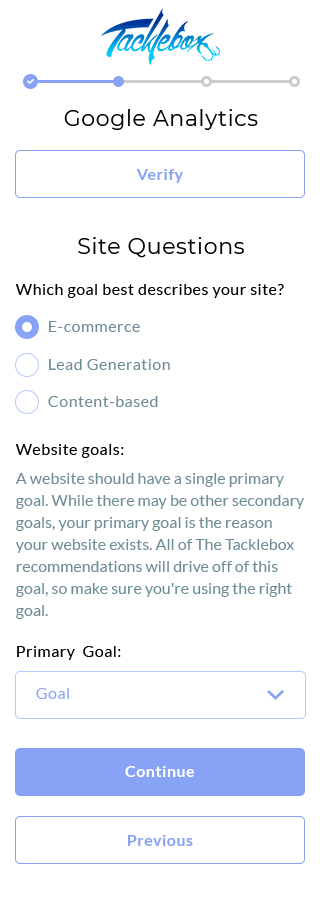 Tacklebox
Google Analytics
Verify
Site Questions
Which goal best describes your site?
E-commerce
Lead Generation
Content-based
Website goals:
A website should have a single primary
goal. While there may be other secondary
goals, your primary goal is the reason
your website exists. All of The Tacklebox
recommendations will drive off of this
goal, so make sure you're using the right
goal.
Primary  Goal:
Goal
Continue
Previous